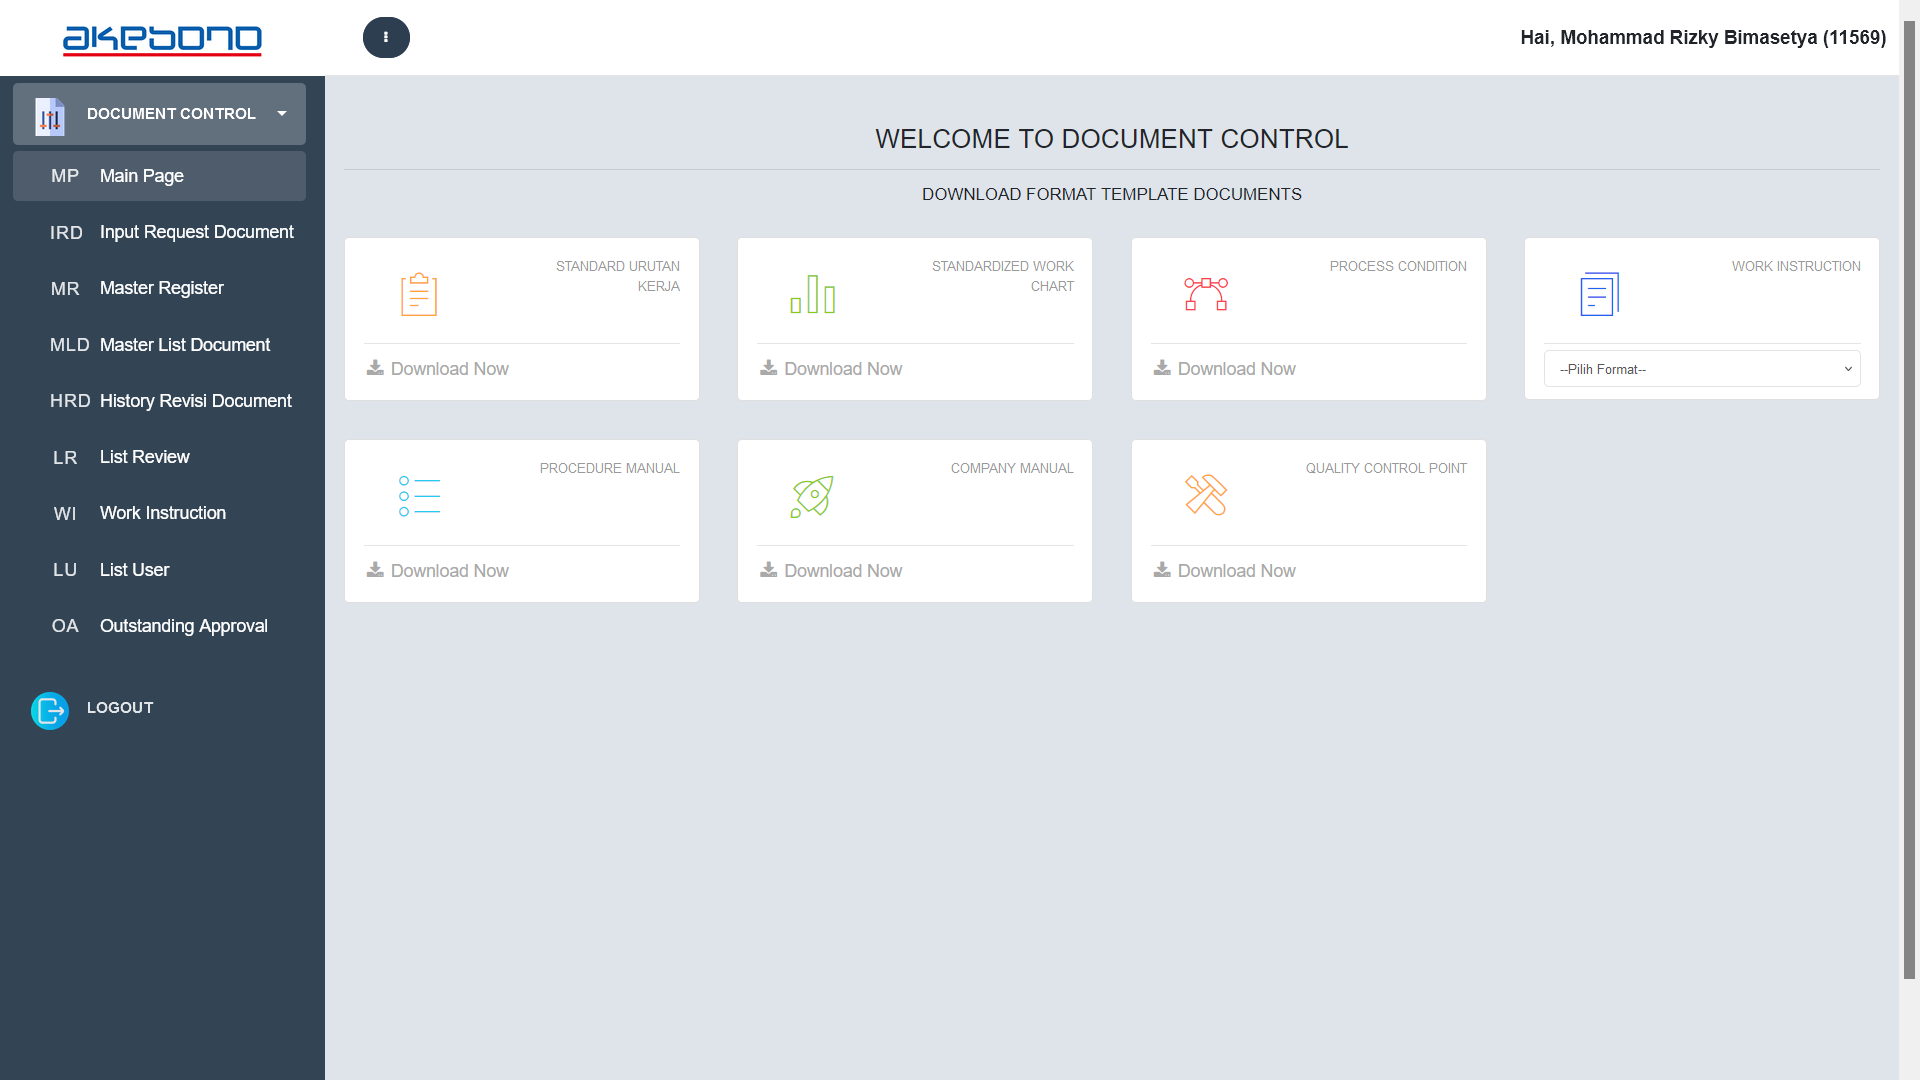 akebono
Hai, Mohammad Rizky Bimasetya (11569)
DOCUMENT CONTROL
MP Main Page
IRD Input Request Document
MR Master Register
MLD Master List Document
HRD History Revisi Document
LR List Review
WI Work Instruction
LU List User
OA Outstanding Approval
LOGOUT
WELCOME TO DOCUMENT CONTROL
DOWNLOAD FORMAT TEMPLATE DOCUMENTS
STANDARD URUTAN
KERJA
Download Now
STANDARDIZED WORK
CHART
Download Now
PROCESS CONDITION
Download Now
WORK INSTRUCTION
--Pilih Format--
PROCEDURE MANUAL
Download Now
COMPANY MANUAL
Download Now
QUALITY CONTROL POINT
Download Now